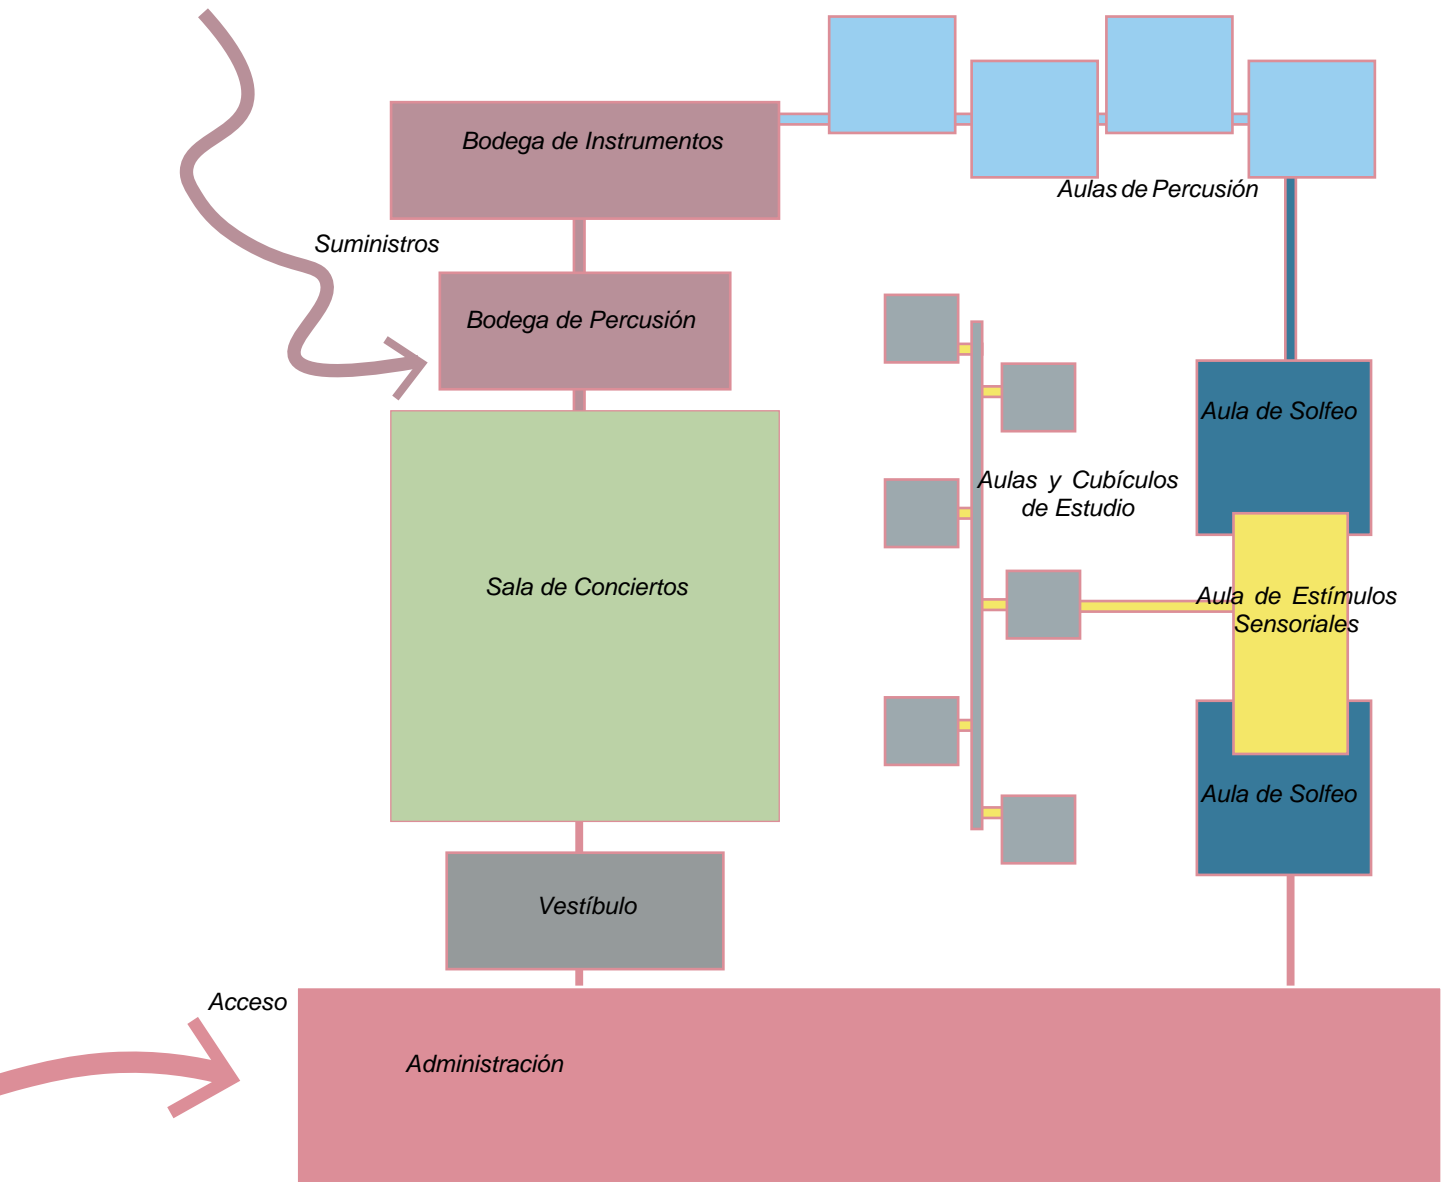 Bodega de Instrumentos
Aulas de Percusión
Suministros
Bodega de Percusión
Aula de Solfeo
Aulas y Cubículos
de Estudio
Sala de Conciertos
Aula de Estímulos
Sensoriales
Aula de Solfeo
Vestíbulo
Acceso
Administración